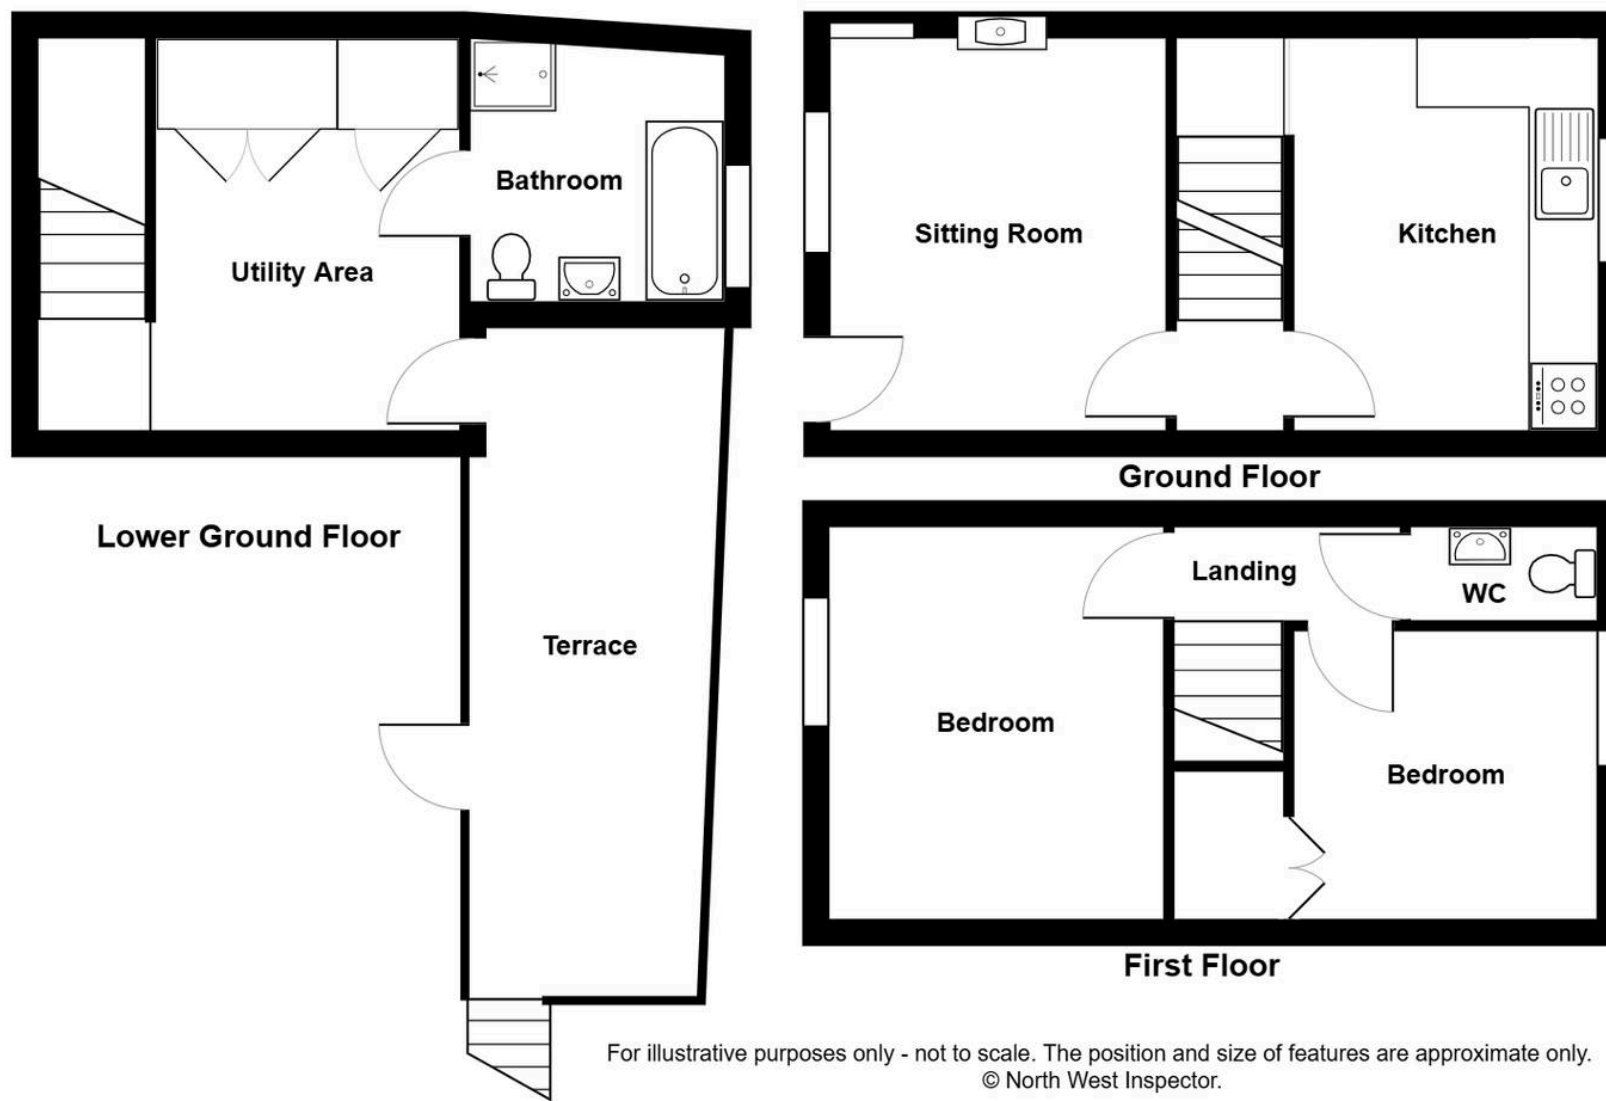 Bathroom
Utility Area
Lower Ground Floor
Terrace
Sitting Room
Kitchen
Ground Floor
Landing
WC
Bedroom
Bedroom
First Floor
For illustrative purposes only - not to scale. The position and size of features are approximate only.
© North West Inspector.